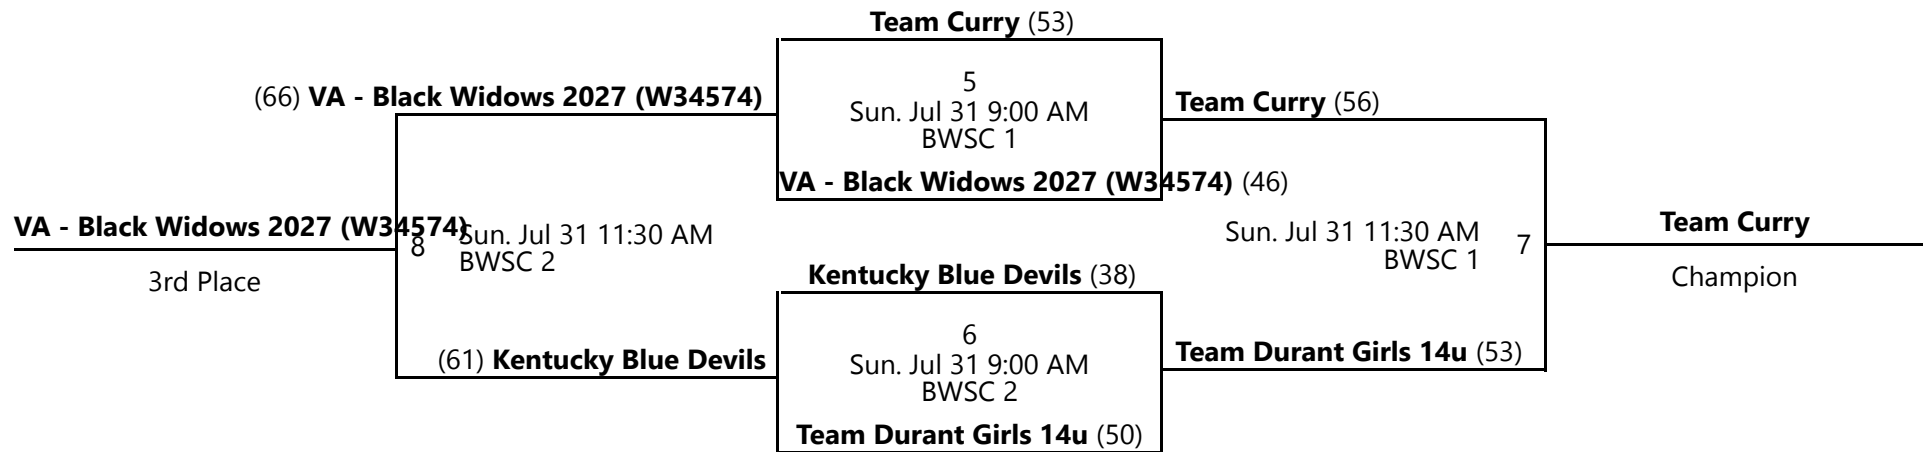 Team Curry (53)
5
Sun. Jul 31 9:00 AM
BWSC 1
(66) VA - Black Widows 2027 (W34574)
Team Curry (56)
VA - Black Widows 2027 (W34574) (46)
VA - Black Widows 2027 (W34574)
8
Sun. Jul 31 11:30 AM
BWSC 2
3rd Place
Sun. Jul 31 11:30 AM
BWSC 1
7
Team Curry
Champion
Kentucky Blue Devils (38)
6
Sun. Jul 31 9:00 AM
BWSC 2
(61) Kentucky Blue Devils
Team Durant Girls 14u (53)
Team Durant Girls 14u (50)